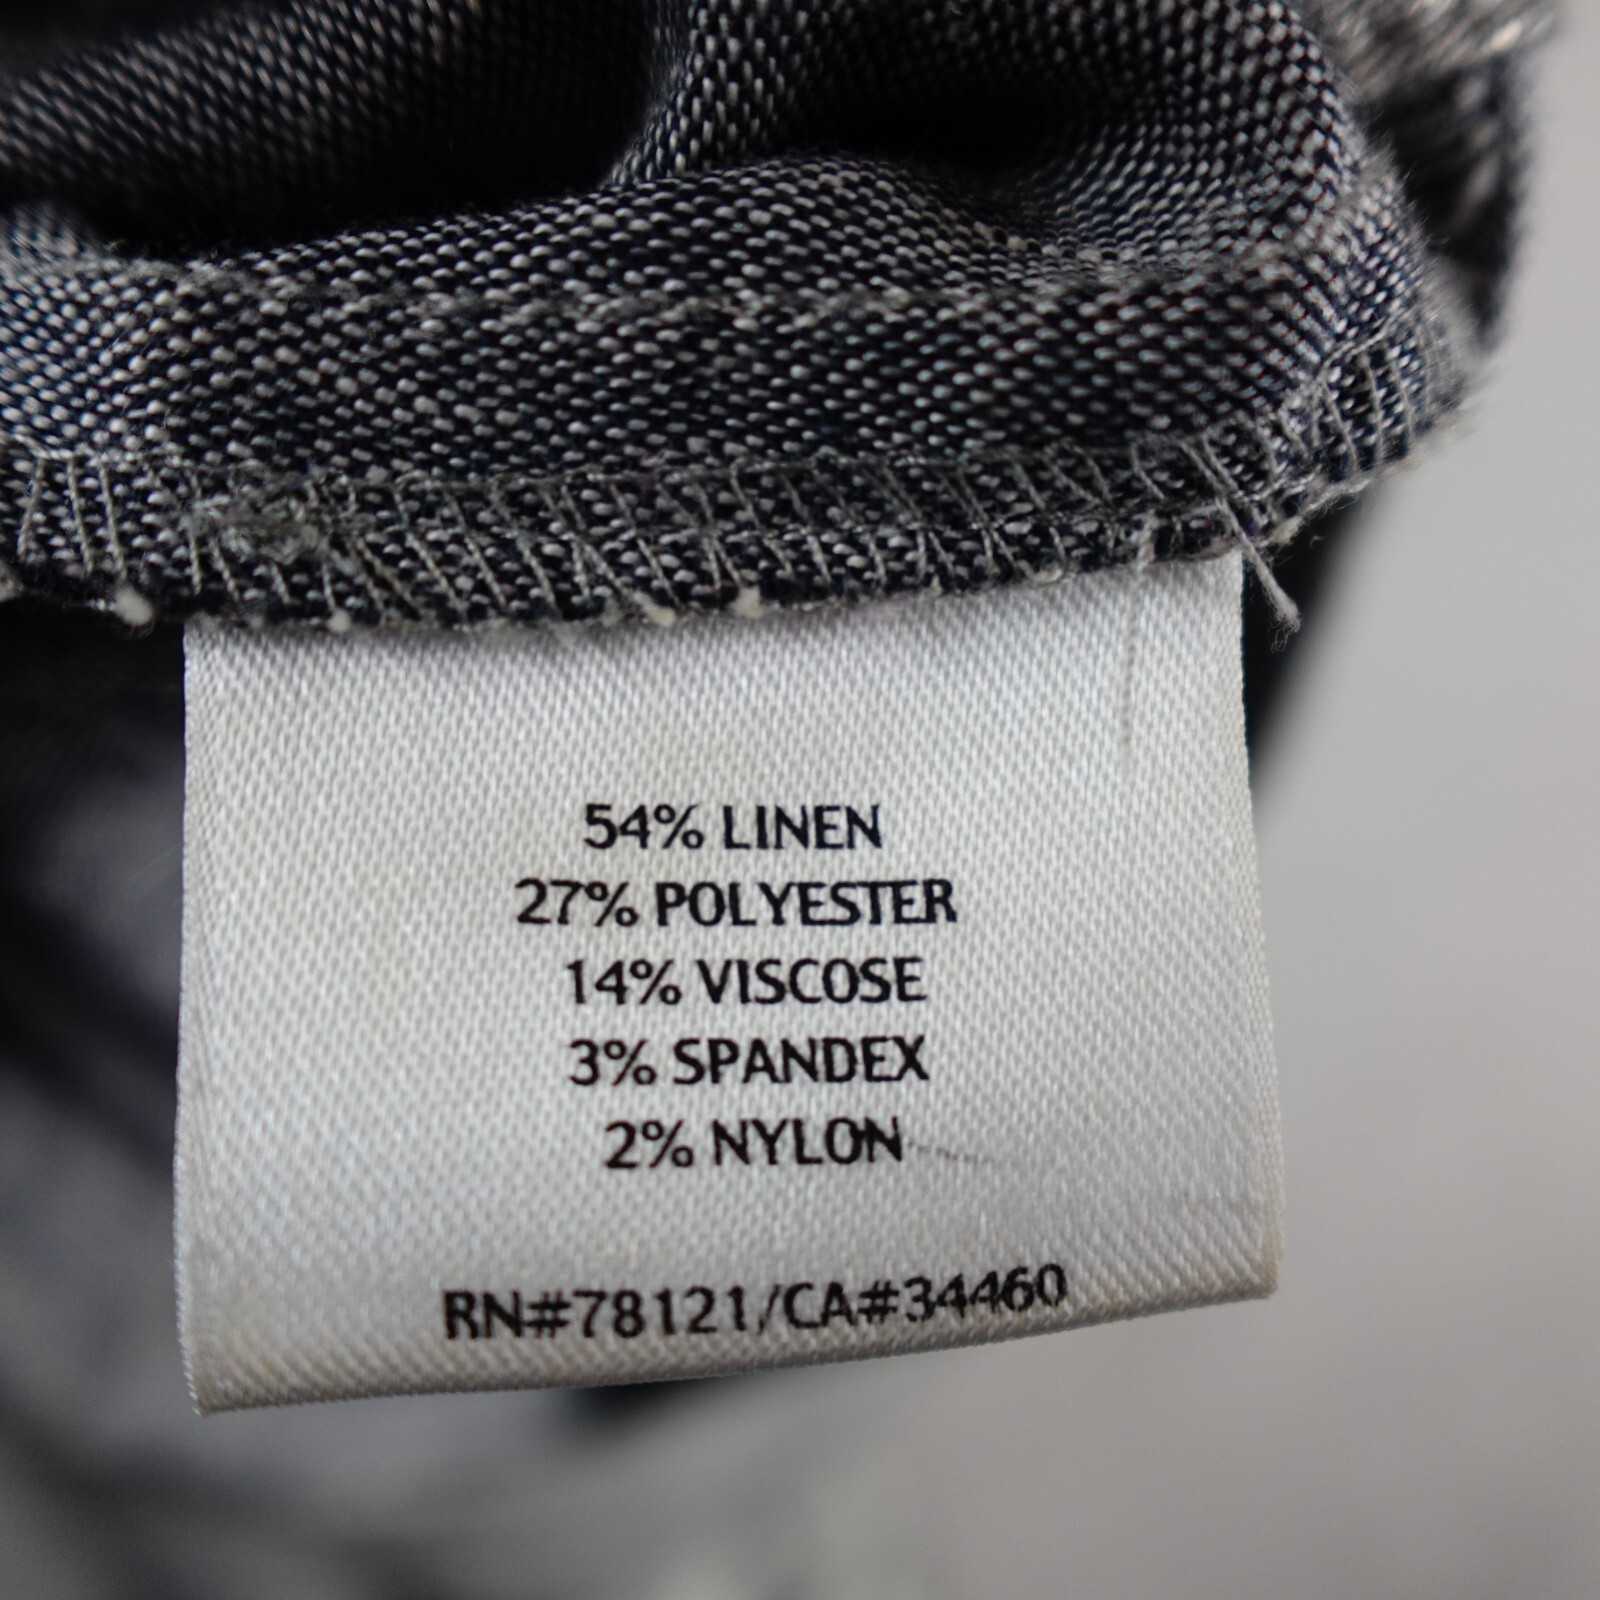 54% LINEN
27% POLYESTER
14% VISCOSE
3% SPANDEX
2% NYLON
RN#78121/CA#34460